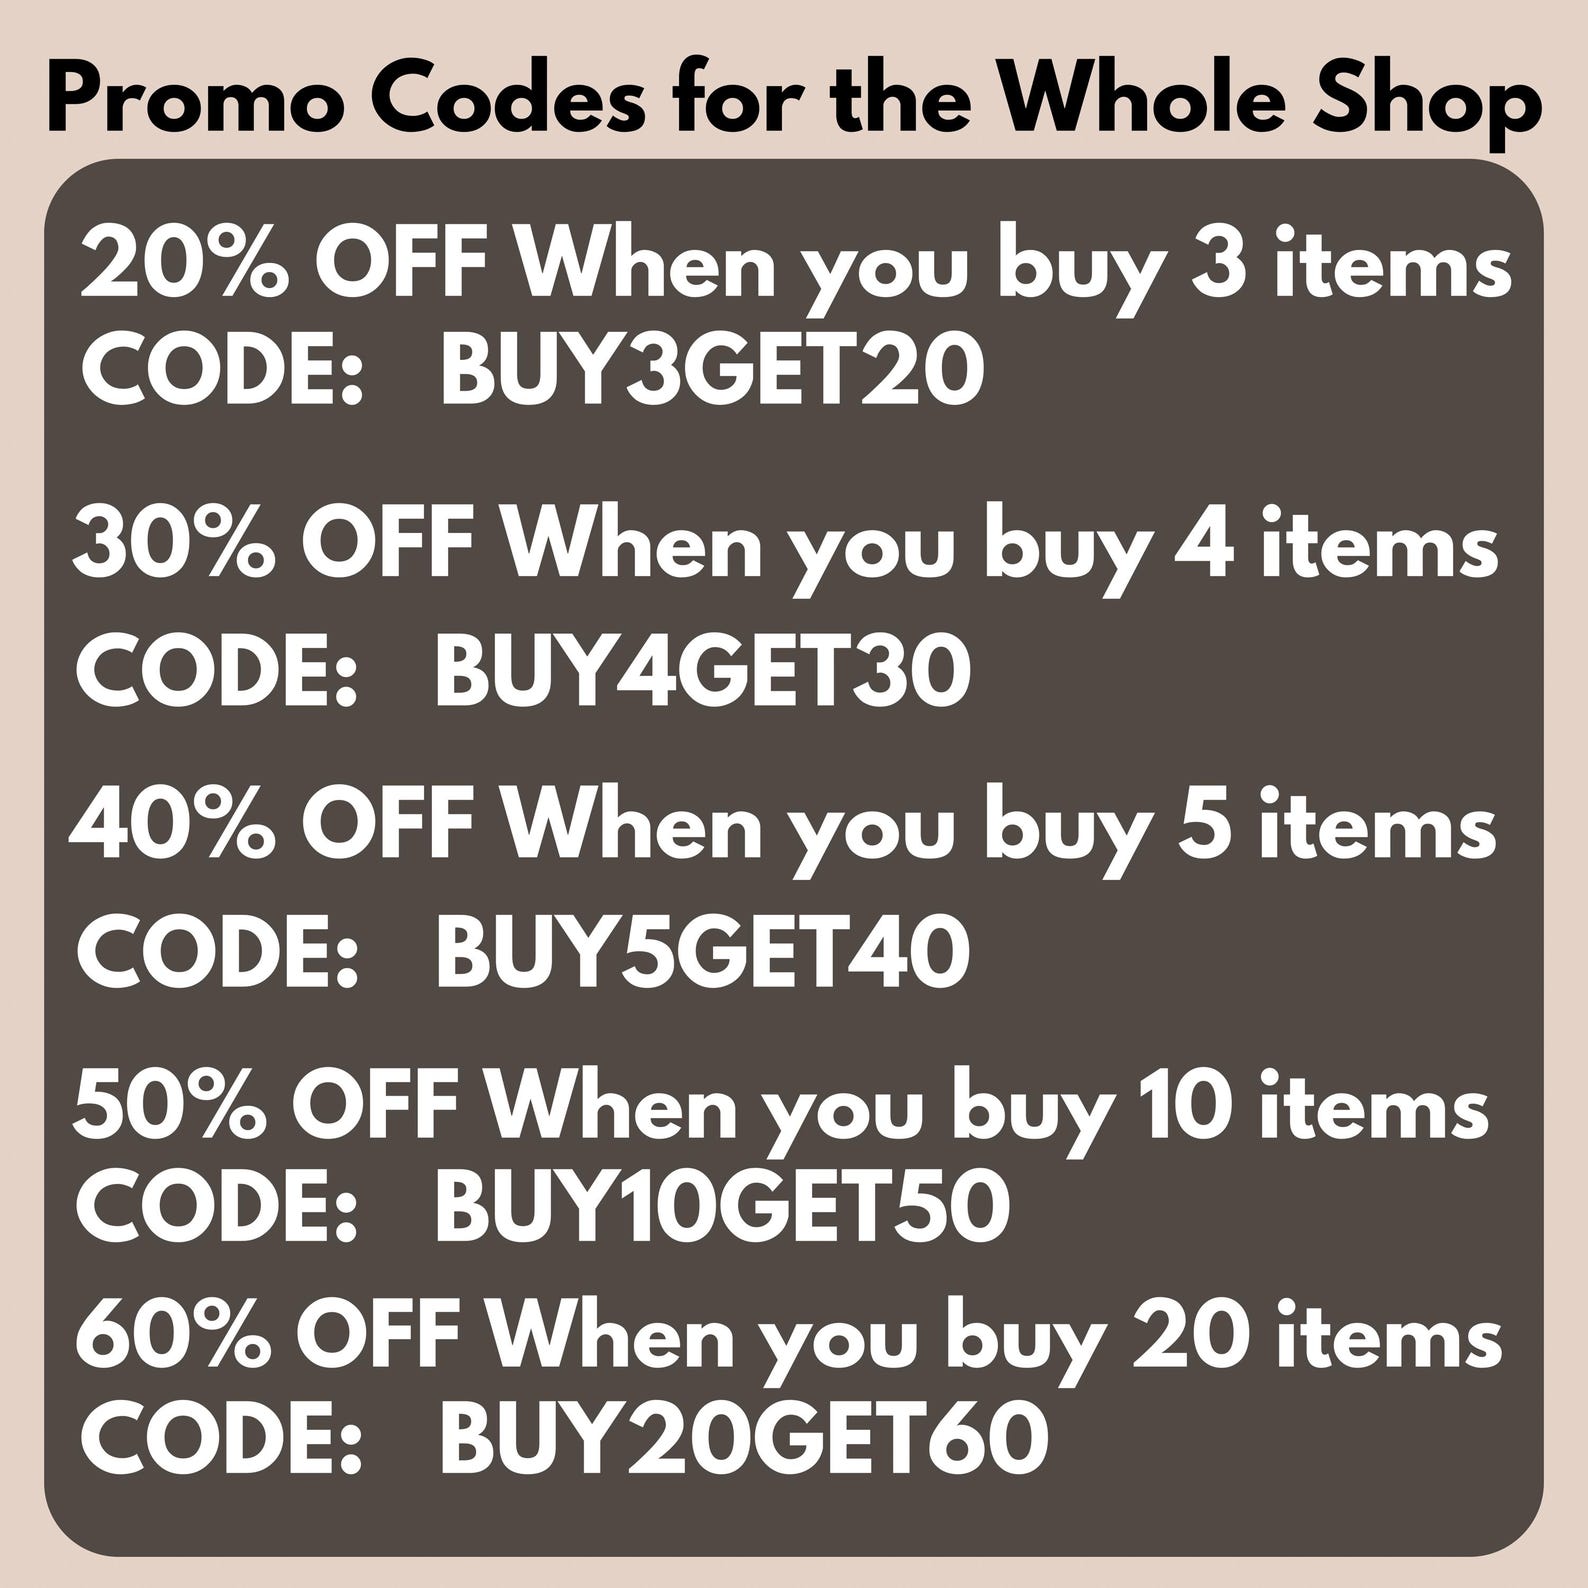 Promo Codes for the Whole Shop
20% OFF When you buy 3 items
CODE: BUY3GET20
30% OFF When you buy 4 items
CODE: BUY4GET30
40% OFF When you buy 5 items
CODE: BUY5GET40
50% OFF When you buy 10 items
CODE: BUY10GET50
60% OFF When you buy 20 items
CODE: BUY20GET60